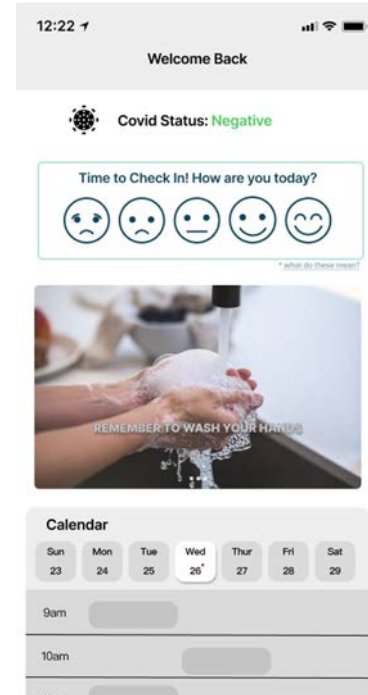 12:22
Welcome Back
Covid Status: Negative
Time to Check In! How are you today?
* what do these mean?
REMEMBER TO WASH YOUR HANDS
Calendar
Sun Mon Tue Wed Thur Fri Sat
23 24 25 26 27 28 29
9am
10am